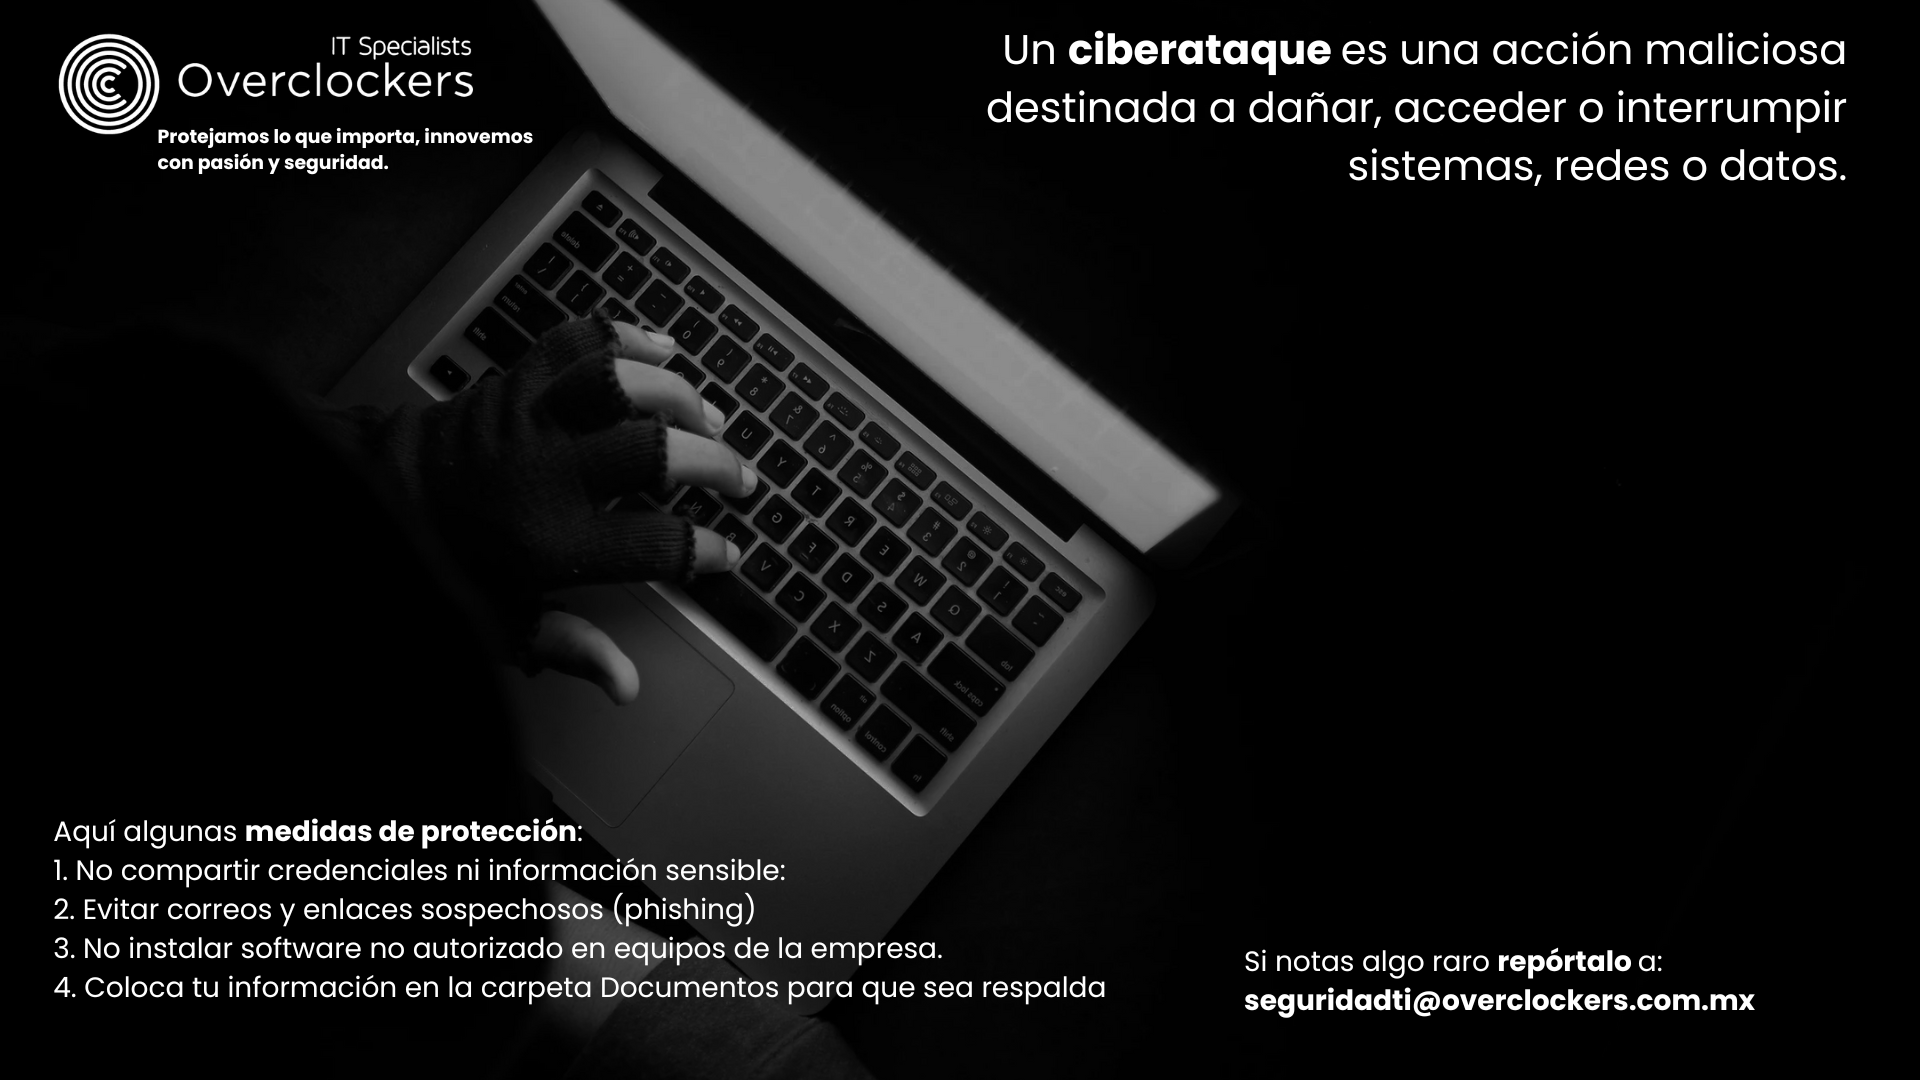 IT Specialists
Overclockers
Protejamos lo que importa, innovemos
con pasión y seguridad.
Un ciberataque es una acción maliciosa
destinada a dañar, acceder o interrumpir
sistemas, redes o datos.
Aquí algunas medidas de protección:
1. No compartir credenciales ni información sensible:
2. Evitar correos y enlaces sospechosos (phishing)
3. No instalar software no autorizado en equipos de la empresa.
4. Coloca tu información en la carpeta Documentos para que sea respalda
Si notas algo raro repórtalo a:
seguridadti@overclockers.com.mx